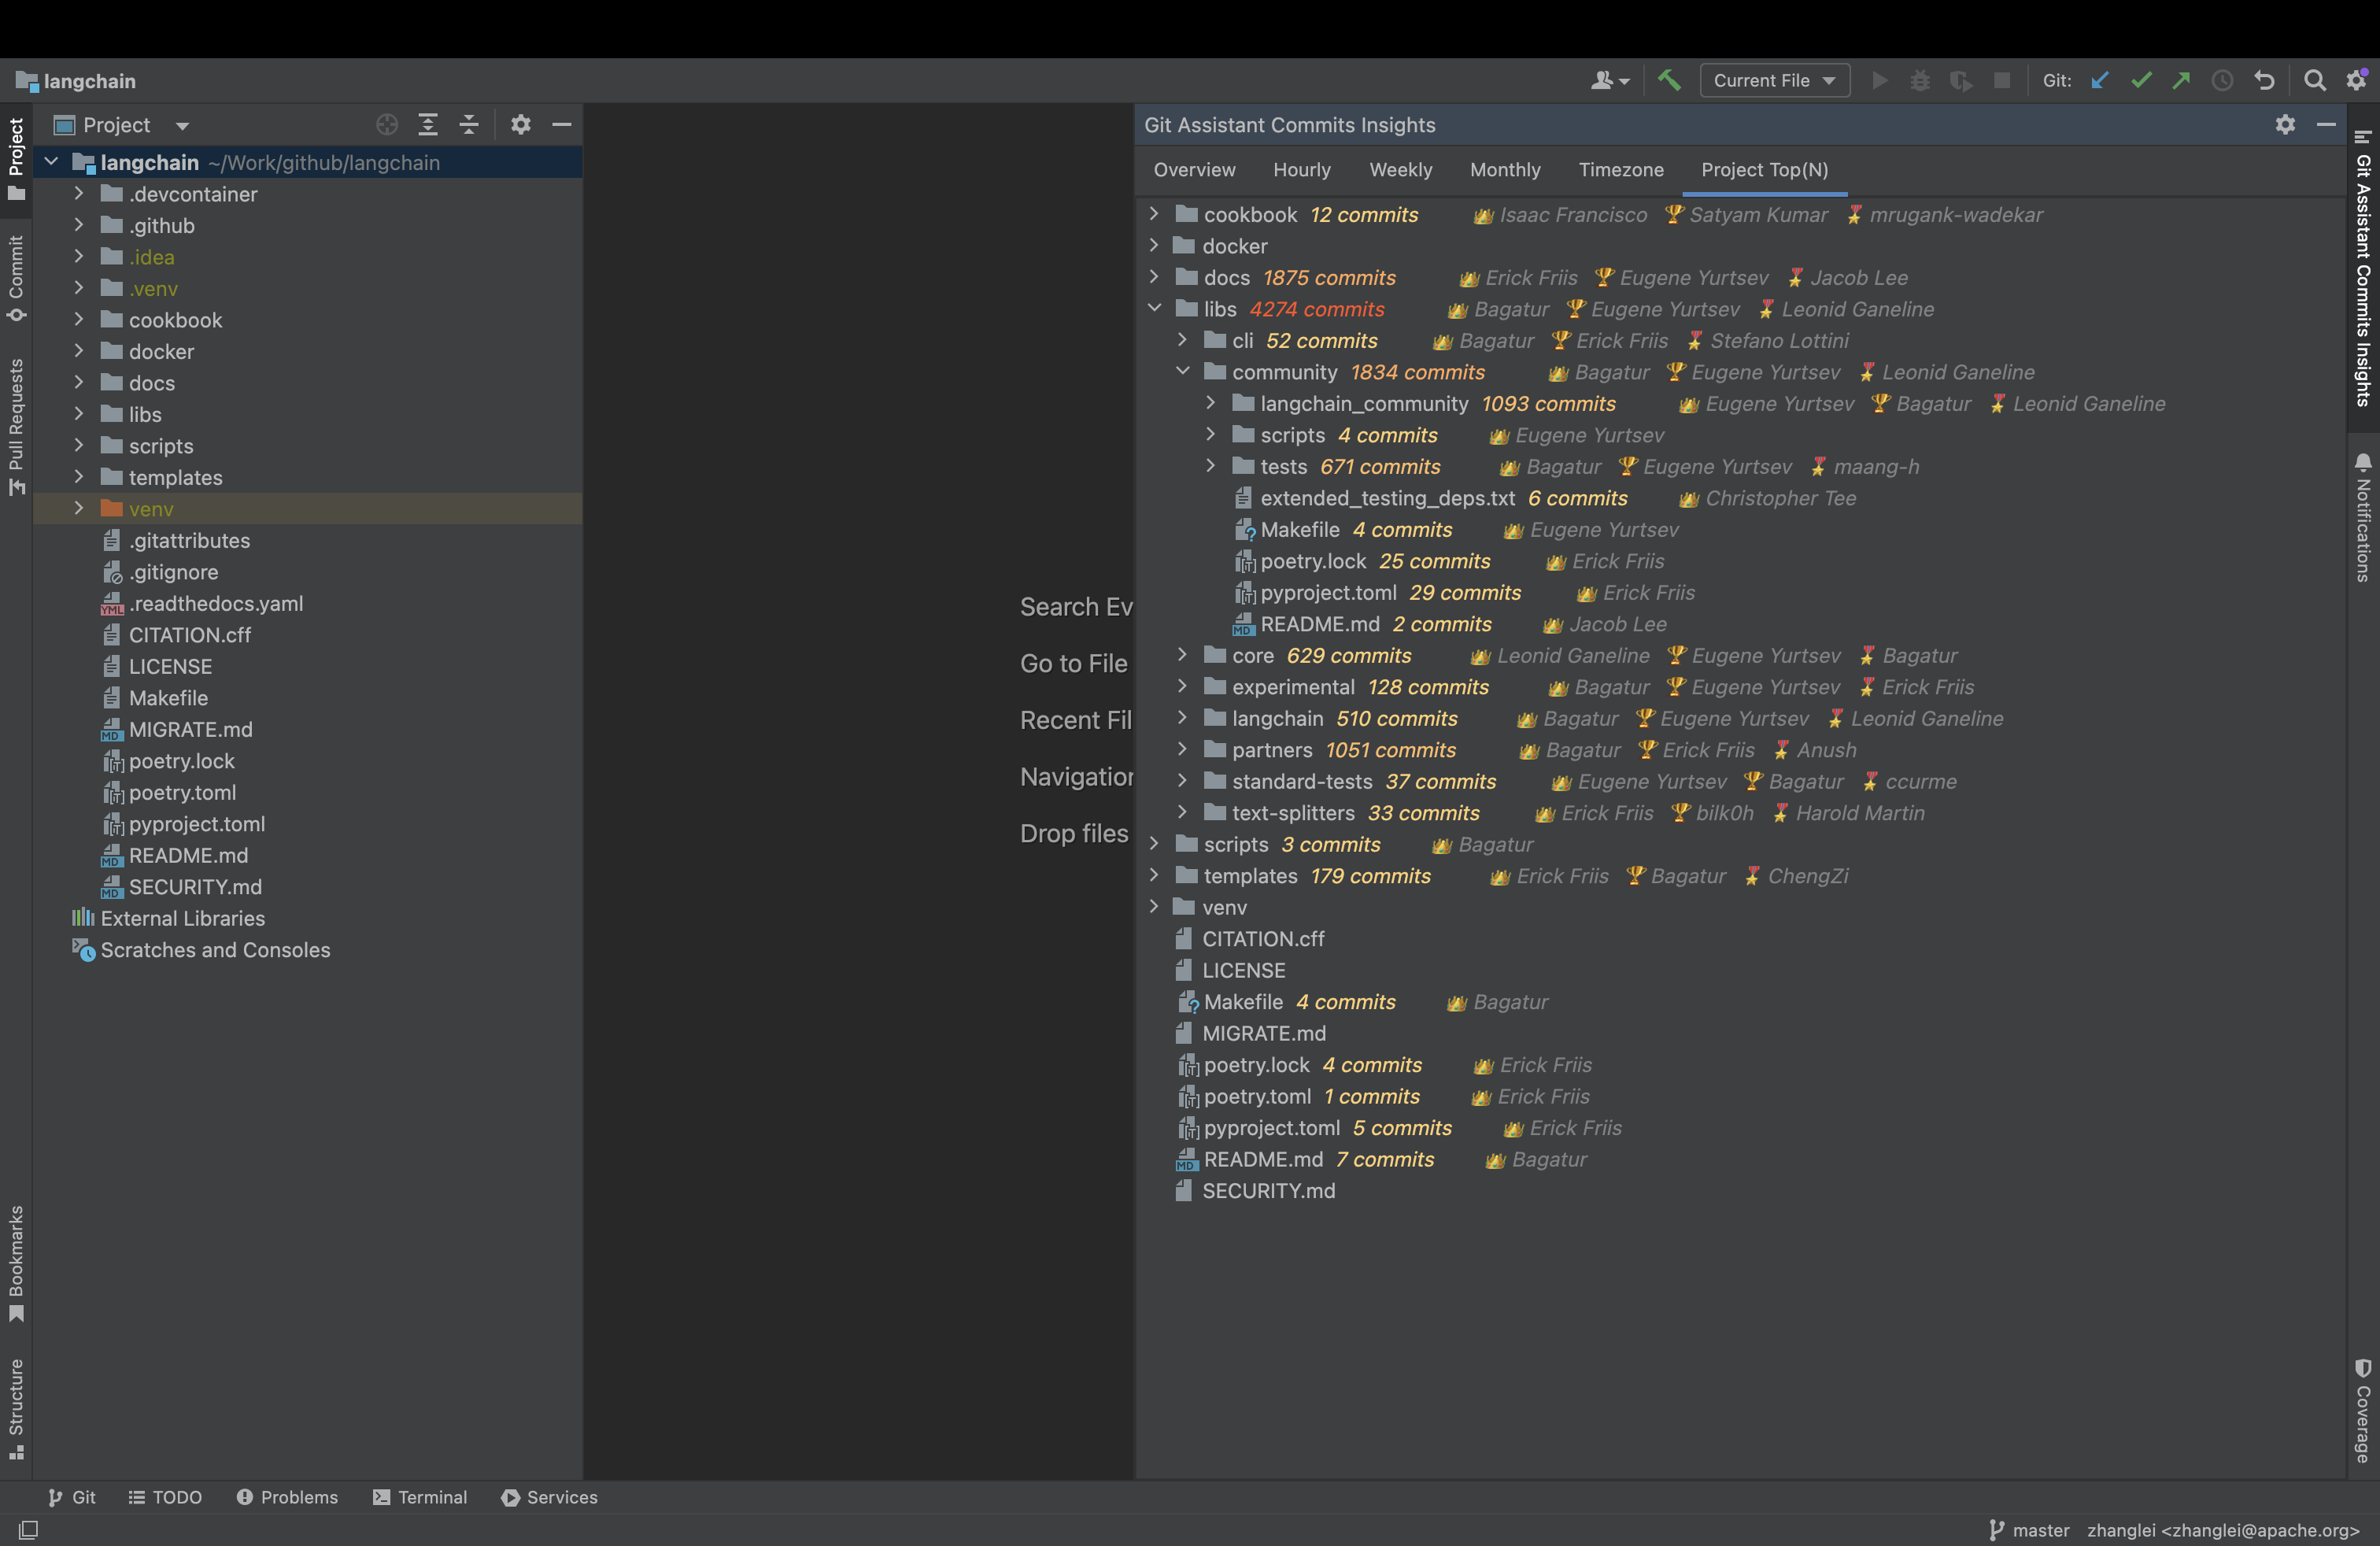 langchain
Current File
Git:
Project
langchain ~/Work/github/langchain
.devcontainer
.github
.idea
.venv
cookbook
docker
docs
libs
scripts
templates
venv
.gitattributes
.gitignore
.readthedocs.yaml
CITATION.cff
LICENSE
Makefile
MIGRATE.md
poetry.lock
poetry.toml
pyproject.toml
README.md
SECURITY.md
External Libraries
Scratches and Consoles
Project
Commit
Pull Requests
Bookmarks
Structure
Search Ev
Go to File
Recent Fil
Navigation
Drop files
Git Assistant Commits Insights
Overview Hourly Weekly Monthly Timezone Project Top(N)
cookbook 12 commits Isaac Francisco Satyam Kumar mrugank-wadekar
docker
docs 1875 commits Erick Friis Eugene Yurtsev Jacob Lee
libs 4274 commits Bagatur Eugene Yurtsev Leonid Ganeline
cli 52 commits Bagatur Erick Friis Stefano Lottini
community 1834 commits Bagatur Eugene Yurtsev Leonid Ganeline
langchain_community 1093 commits Eugene Yurtsev Bagatur Leonid Ganeline
scripts 4 commits Eugene Yurtsev
tests 671 commits Bagatur Eugene Yurtsev maang-h
extended_testing_deps.txt 6 commits Christopher Tee
Makefile 4 commits Eugene Yurtsev
poetry.lock 25 commits Erick Friis
pyproject.toml 29 commits Erick Friis
README.md 2 commits Jacob Lee
core 629 commits Leonid Ganeline Eugene Yurtsev Bagatur
experimental 128 commits Bagatur Eugene Yurtsev Erick Friis
langchain 510 commits Bagatur Eugene Yurtsev Leonid Ganeline
partners 1051 commits Bagatur Erick Friis Anush
standard-tests 37 commits Eugene Yurtsev Bagatur ccurme
text-splitters 33 commits Erick Friis bilk0h Harold Martin
scripts 3 commits Bagatur
templates 179 commits Erick Friis Bagatur ChengZi
venv
CITATION.cff
LICENSE
Makefile 4 commits Bagatur
MIGRATE.md
poetry.lock 4 commits Erick Friis
poetry.toml 1 commits Erick Friis
pyproject.toml 5 commits Erick Friis
README.md 7 commits Bagatur
SECURITY.md
Git Assistant Commits Insights
Notifications
Coverage
Git TODO Problems Terminal Services
master zhanglei <zhanglei@apache.org>